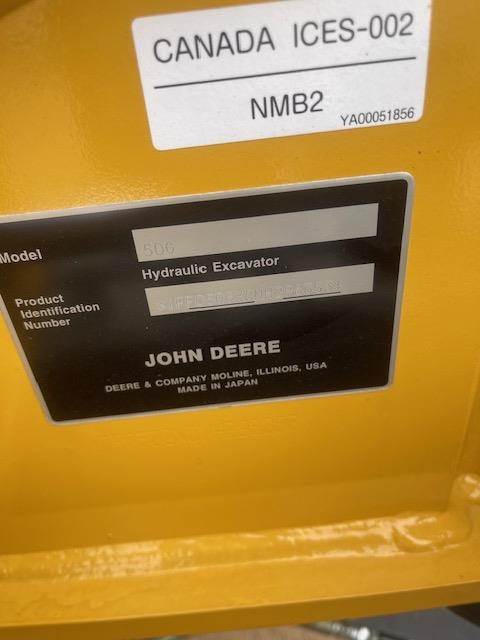 CANADA ICES-002
NMB2
YA00051856
Model
50G
Hydraulic Excavator
Product
Identification
Number
JOHN DEERE
DEERE & COMPANY MOLINE, ILLINOIS, USA
MADE IN JAPAN